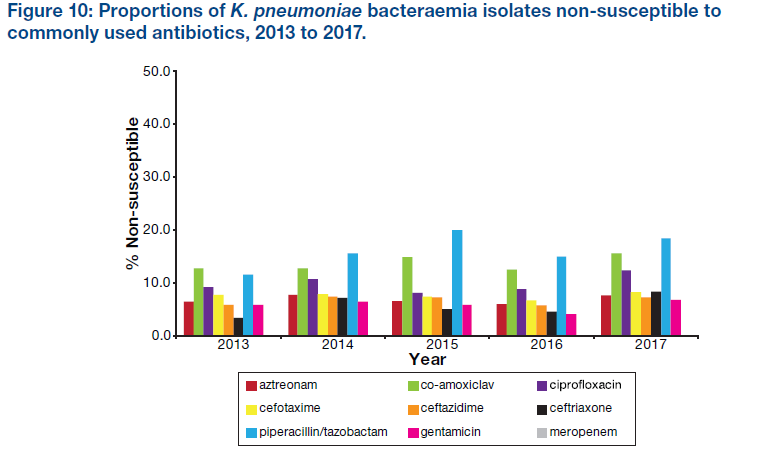 Figure 10: Proportions of K. pneumoniae bacteraemia isolates non-susceptible to
commonly used antibiotics, 2013 to 2017.
50.0
40.0
30.0
20.0
10.0
0.0
% Non-susceptible
2013 2014 2015 2016 2017
Year
aztreonam co-amoxiclav ciprofloxacin
cefotaxime ceftazidime ceftriaxone
piperacillin/tazobactam gentamicin meropenem